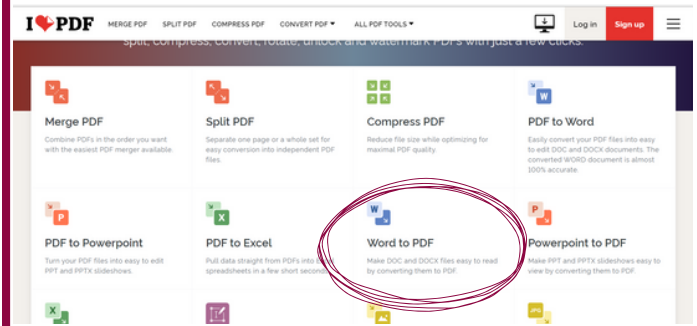 I PDF MERGE PDF SPLIT PDF COMPRESS PDF CONVERT PDF ALL PDF TOOLS Log in Sign up
split, compress, convert, rotate, unlock and watermark PDFs with just a few clicks.
Merge PDF
Combine PDFs in the order you want
with the easiest PDF merger available.
Split PDF
Separate one page or a whole set for
easy conversion into independent PDF
files.
Compress PDF
Reduce file size while optimizing for
maximal PDF quality.
W
PDF to Word
Easily convert your PDF files into easy
to edit DOC and DOCX documents. The
converted WORD document is almost
100% accurate.
P
PDF to Powerpoint
Turn your PDF files into easy to edit
PPT and PPTX slideshows.
X
PDF to Excel
Pull data straight from PDFs into
spreadsheets in a few short seconds.
W
Word to PDF
Make DOC and DOCX files easy to read
by converting them to PDF.
P
Powerpoint to PDF
Make PPT and PPTX slideshows easy to
view by converting them to PDF.
X
JPG